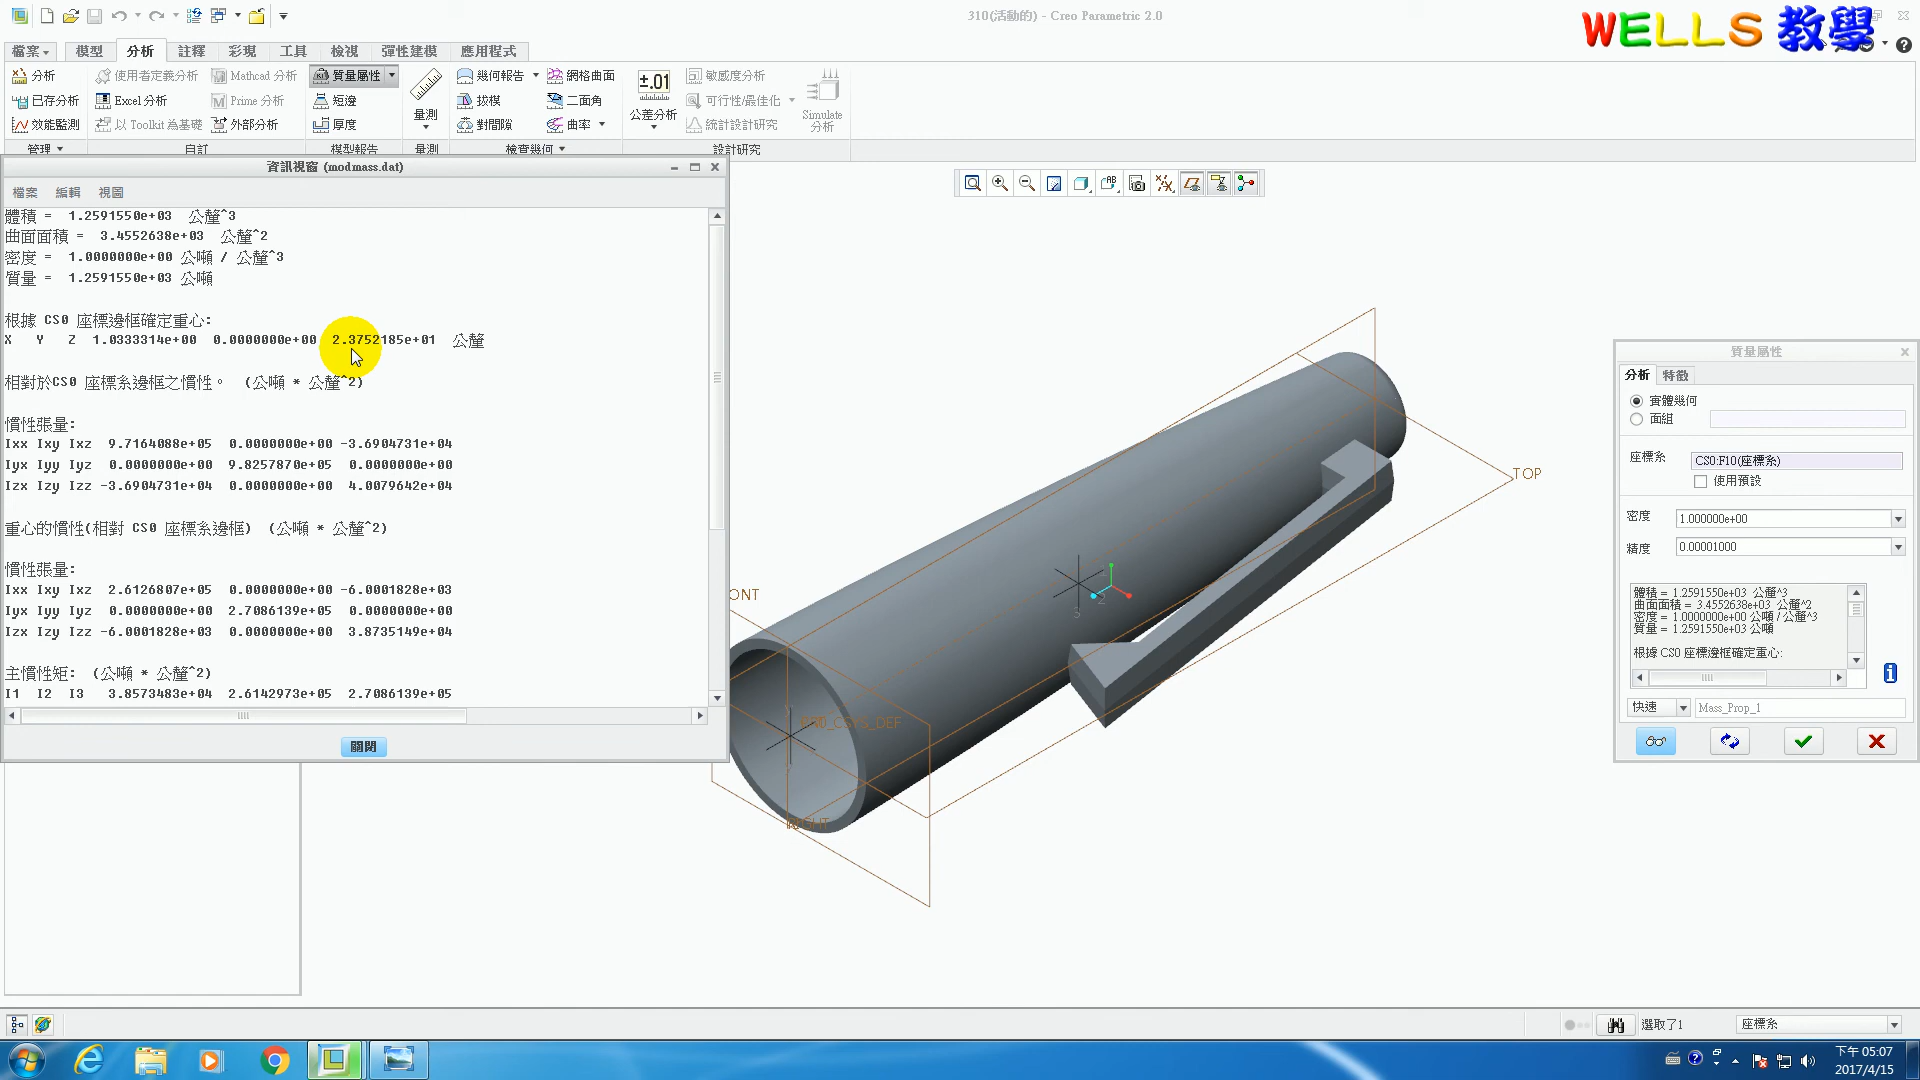 310(活動的) - Creo Parametric 2.0
WELLS 教學
檔案 模型 分析 註釋 彩現 工具 檢視 彈性建模 應用程式
分析 使用者定義分析 Mathcad 分析 質量屬性 幾何報告 網格曲面 敏感度分析
已存分析 Excel 分析 Prime 分析 短邊 拔模 二面角 可行性/最佳化
效能監測 以 Toolkit 為基礎 外部分析 厚度 對間隙 曲率 統計設計研究
量測 公差分析 Simulate
分析
管理 自訂 模型報告 量測 檢查幾何 設計研究
資訊視窗 (modmass.dat)
檔案 編輯 視圖
體積 = 1.2591550e+03 公釐^3
曲面面積 = 3.4552638e+03 公釐^2
密度 = 1.0000000e+00 公噸 / 公釐^3
質量 = 1.2591550e+03 公噸
根據 CS0 座標邊框確定重心:
X Y Z 1.0333314e+00 0.0000000e+00 2.3752185e+01 公釐
相對於CS0 座標系邊框之慣性。 (公噸 * 公釐^2)
慣性張量:
Ixx Ixy Ixz 9.7164088e+05 0.0000000e+00 -3.6904731e+04
Iyx Iyy Iyz 0.0000000e+00 9.8257870e+05 0.0000000e+00
Izx Izy Izz -3.6904731e+04 0.0000000e+00 4.0079642e+04
重心的慣性(相對 CS0 座標系邊框) (公噸 * 公釐^2)
慣性張量:
Ixx Ixy Ixz 2.6126807e+05 0.0000000e+00 -6.0001828e+03
Iyx Iyy Iyz 0.0000000e+00 2.7086139e+05 0.0000000e+00
Izx Izy Izz -6.0001828e+03 0.0000000e+00 3.8735149e+04
主慣性矩: (公噸 * 公釐^2)
I1 I2 I3 3.8573483e+04 2.6142973e+05 2.7086139e+05
關閉
TOP
ONT
質量屬性
分析 特徵
實體幾何
面組
座標系
CS0:F10(座標系)
使用預設
密度 1.000000e+00
精度 0.00001000
體積 = 1.2591550e+03 公釐^3
曲面面積 = 3.4552638e+03 公釐^2
密度 = 1.0000000e+00 公噸 / 公釐^3
質量 = 1.2591550e+03 公噸
根據 CS0 座標邊框確定重心:
快速 Mass_Prop_1
選取了1
座標系
下午 05:07
2017/4/15